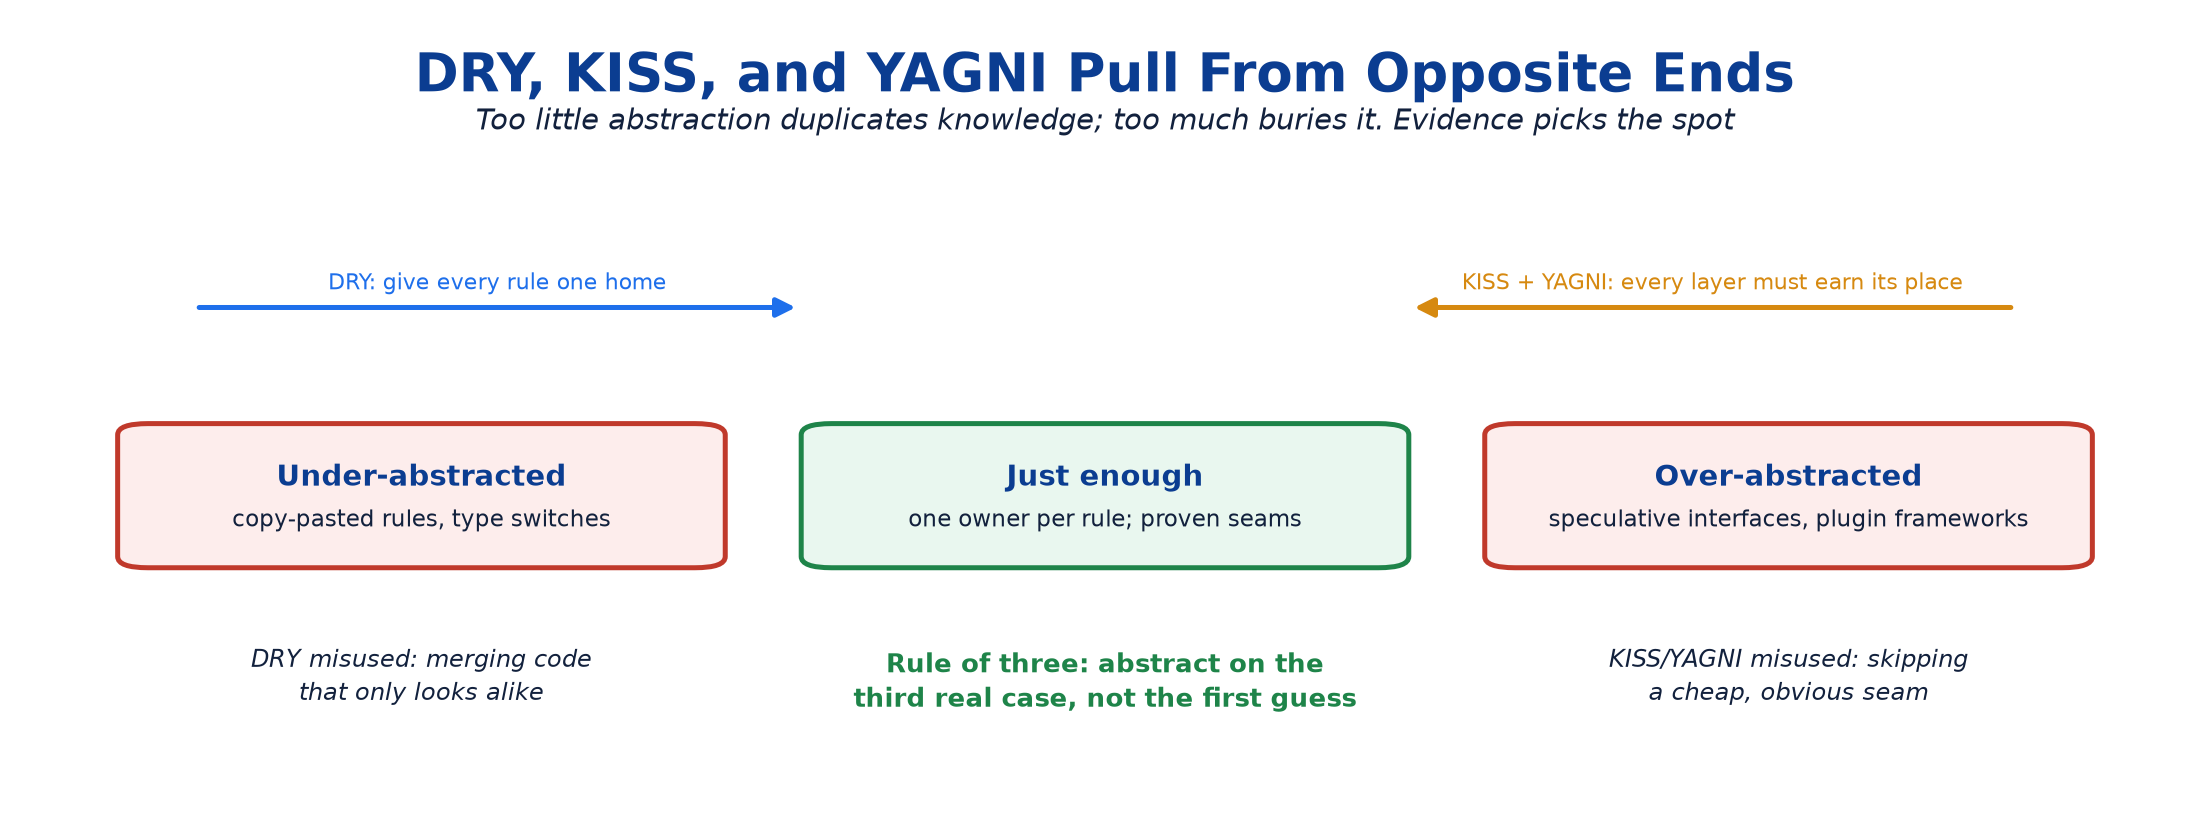 DRY, KISS, and YAGNI Pull From Opposite Ends
Too little abstraction duplicates knowledge; too much buries it. Evidence picks the spot
DRY: give every rule one home
KISS + YAGNI: every layer must earn its place
Under-abstracted
copy-pasted rules, type switches
Just enough
one owner per rule; proven seams
Over-abstracted
speculative interfaces, plugin frameworks
DRY misused: merging code
that only looks alike
Rule of three: abstract on the
third real case, not the first guess
KISS/YAGNI misused: skipping
a cheap, obvious seam